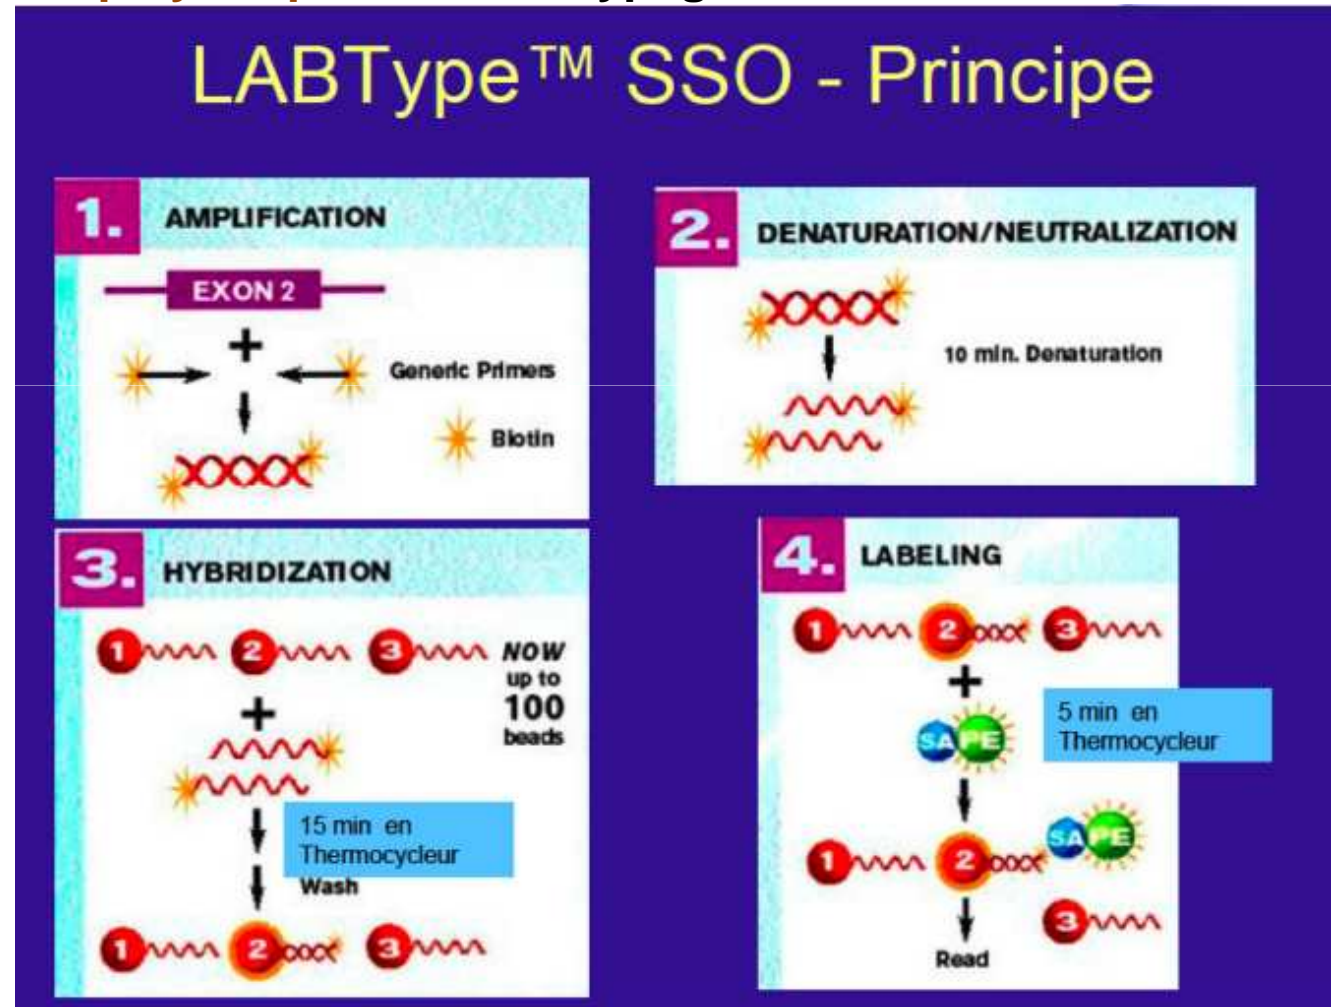 LABType™ SSO - Principe
1. AMPLIFICATION
EXON 2
+
Generic Primers
Biotin
2. DENATURATION/NEUTRALIZATION
10 min. Denaturation
3. HYBRIDIZATION
1 2 3
NOW
up to
100
beads
+
15 min en
Thermocycleur
Wash
1 2 3
4. LABELING
1 2 3
+
SA PE
5 min en
Thermocycleur
SA PE
1 2
3
Read